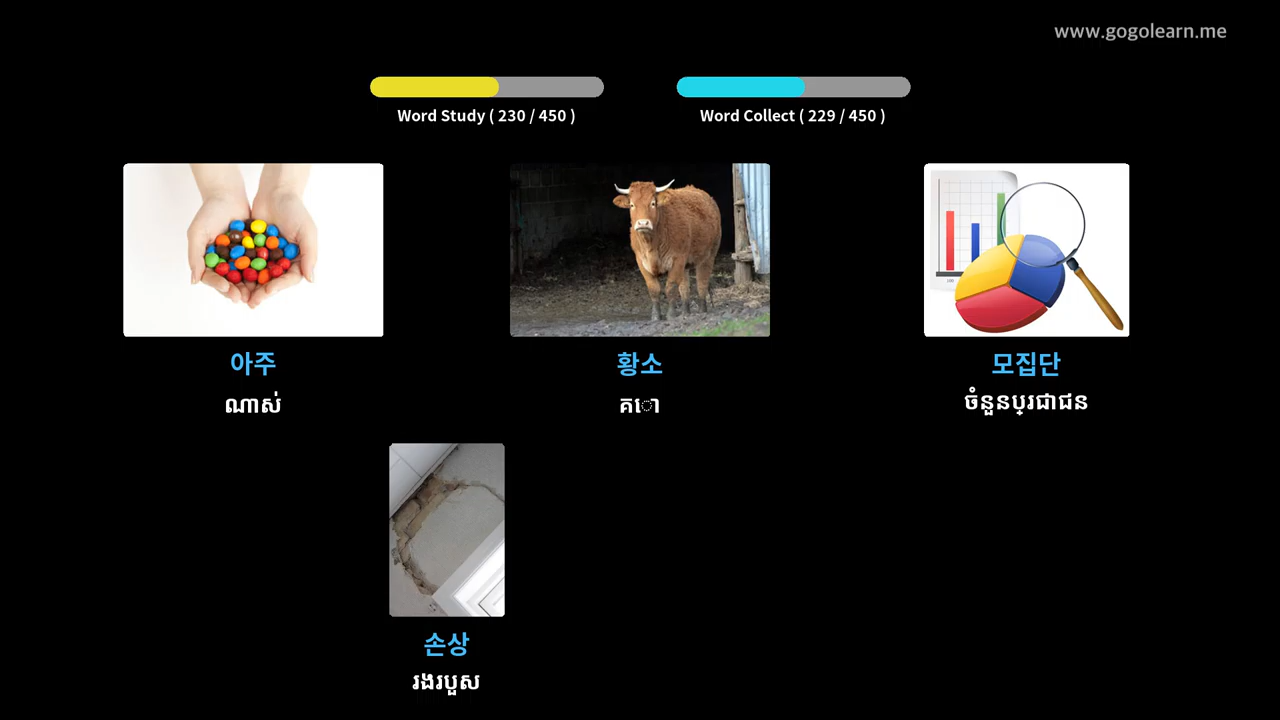 www.gogolearn.me
Word Study ( 230 / 450 )
Word Collect ( 229 / 450 )
아주
황소
모집단
ណាស់
គោ
ចំនួនប្រជាជន
손상
រងរបួស